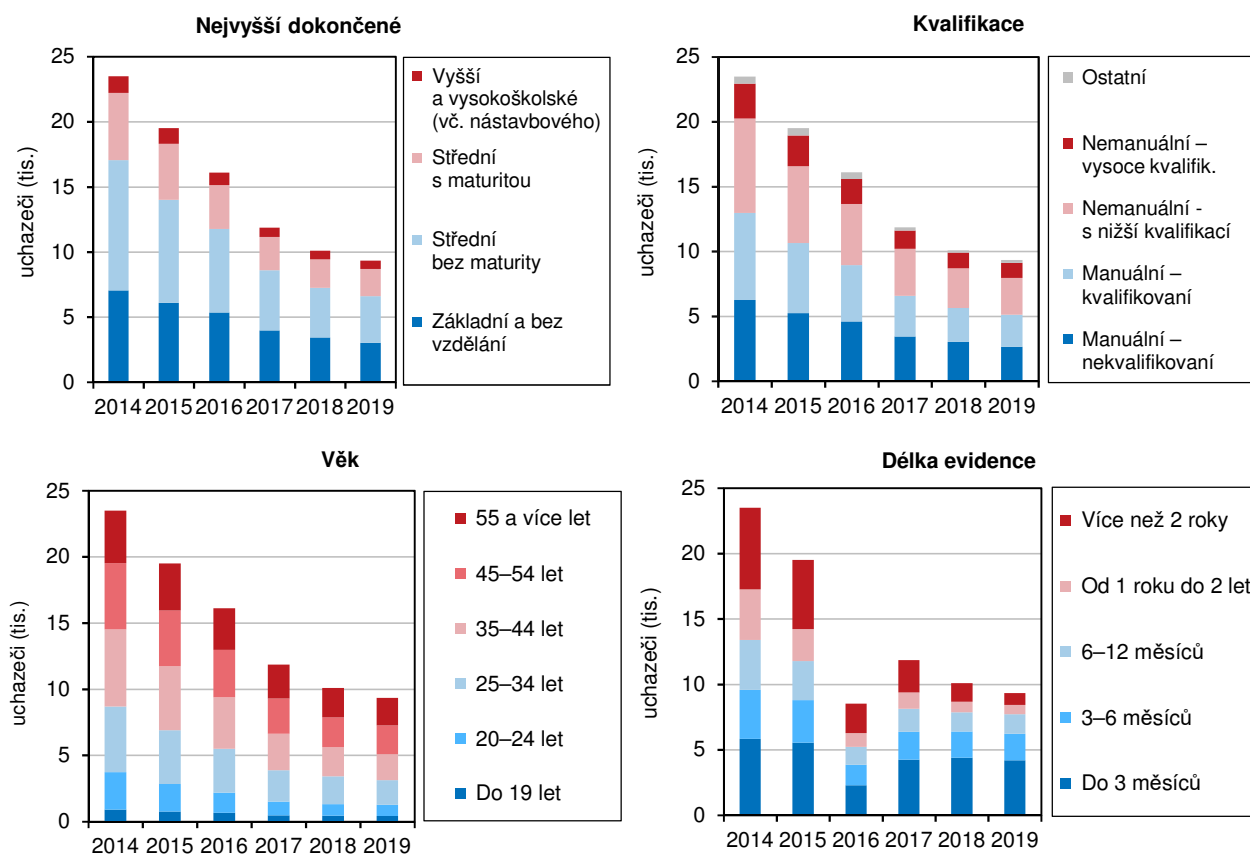 Nejvyšší dokončené
uchazeči (tis.)
25
20
15
10
5
0
2014 2015 2016 2017 2018 2019
Vyšší
a vysokoškolské
(vč. nástavbového)
Střední
s maturitou
Střední
bez maturity
Základní a bez
vzdělání
Kvalifikace
uchazeči (tis.)
25
20
15
10
5
0
2014 2015 2016 2017 2018 2019
Ostatní
Nemanuální –
vysoce kvalifik.
Nemanuální -
s nižší kvalifikací
Manuální –
kvalifikovaní
Manuální –
nekvalifikovaní
Věk
uchazeči (tis.)
25
20
15
10
5
0
2014 2015 2016 2017 2018 2019
55 a více let
45–54 let
35–44 let
25–34 let
20–24 let
Do 19 let
Délka evidence
uchazeči (tis.)
25
20
15
10
5
0
2014 2015 2016 2017 2018 2019
Více než 2 roky
Od 1 roku do 2 let
6–12 měsíců
3–6 měsíců
Do 3 měsíců